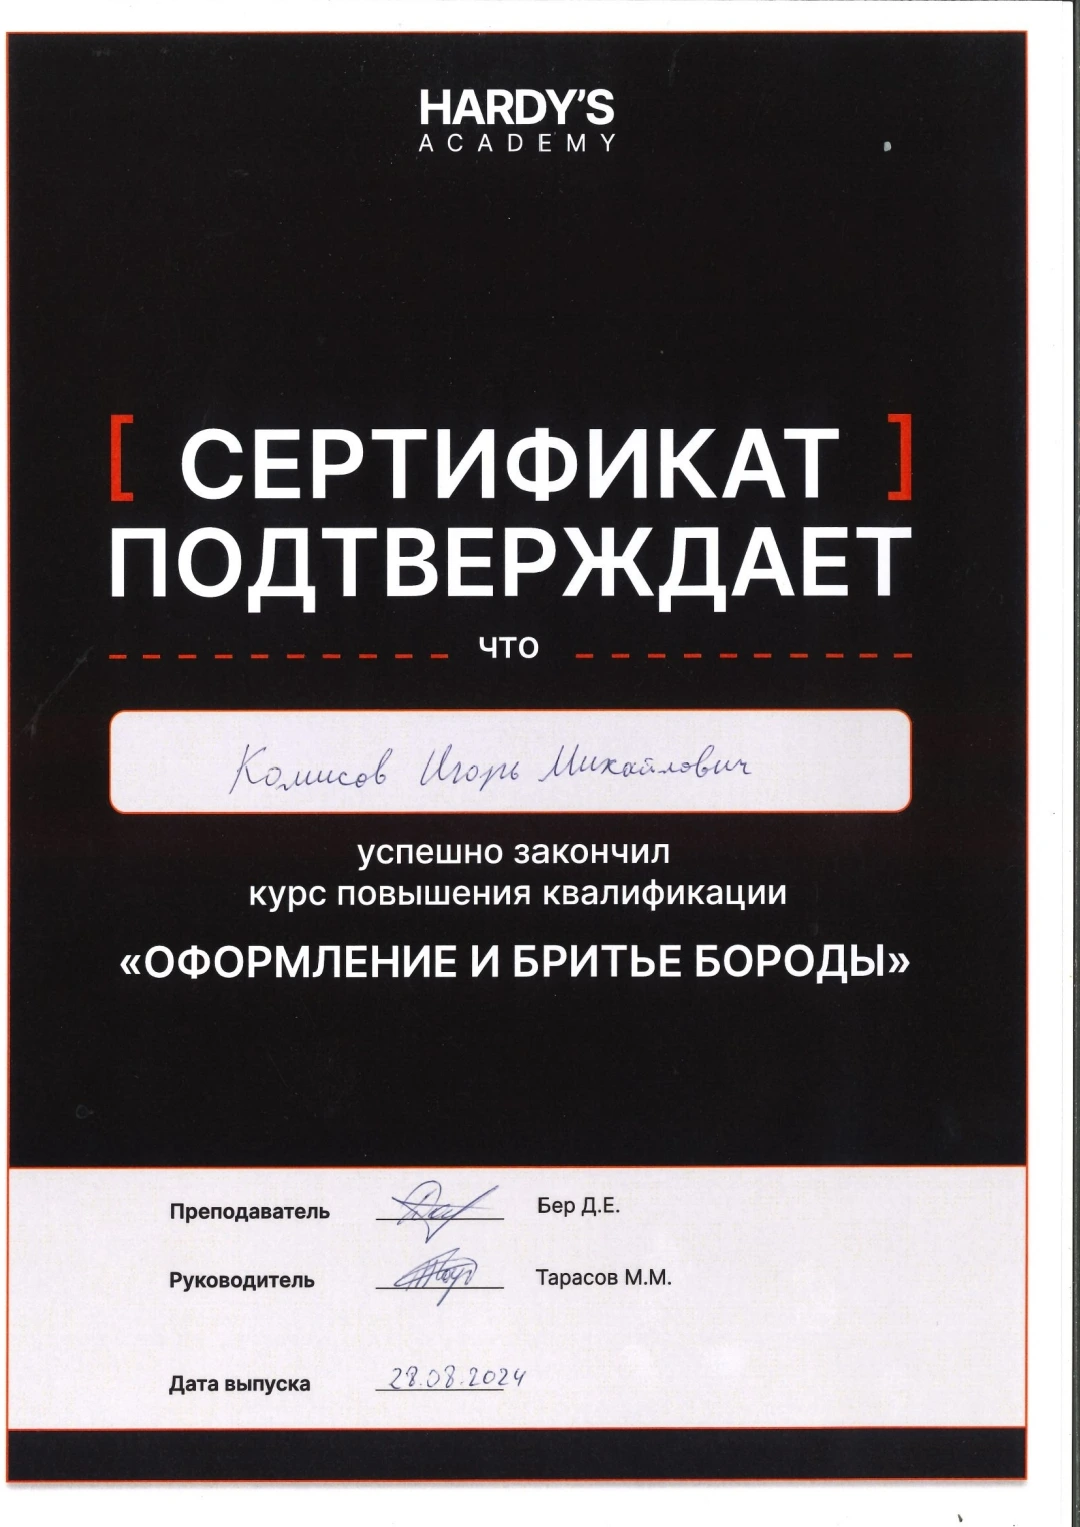 HARDY'S
ACADEMY
[ СЕРТИФИКАТ ]
ПОДТВЕРЖДАЕТ
что
Комисов Игорь Михайлович
успешно закончил
курс повышения квалификации
«ОФОРМЛЕНИЕ И БРИТЬЕ БОРОДЫ»
Преподаватель Бер Д.Е.
Руководитель Тарасов М.М.
Дата выпуска 28.08.2024